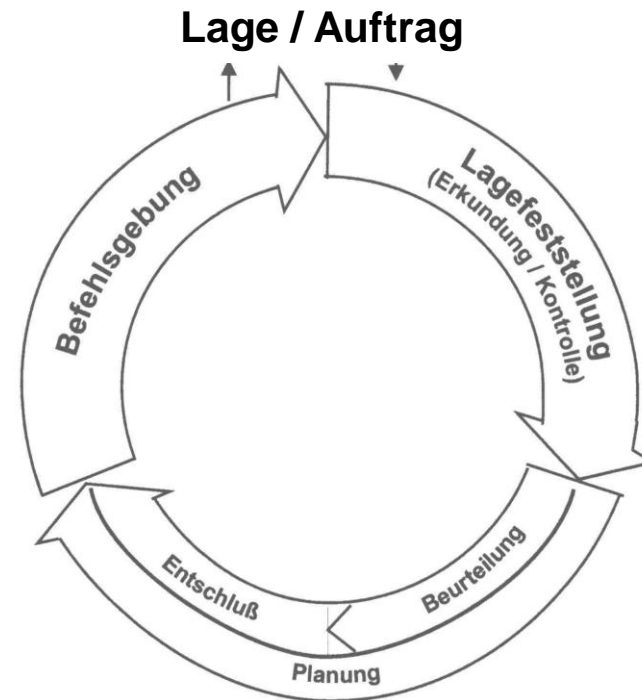 Lage / Auftrag
Befehlsgebung
Lagefeststellung
(Erkundung / Kontrolle)
Beurteilung
Entschluß
Planung